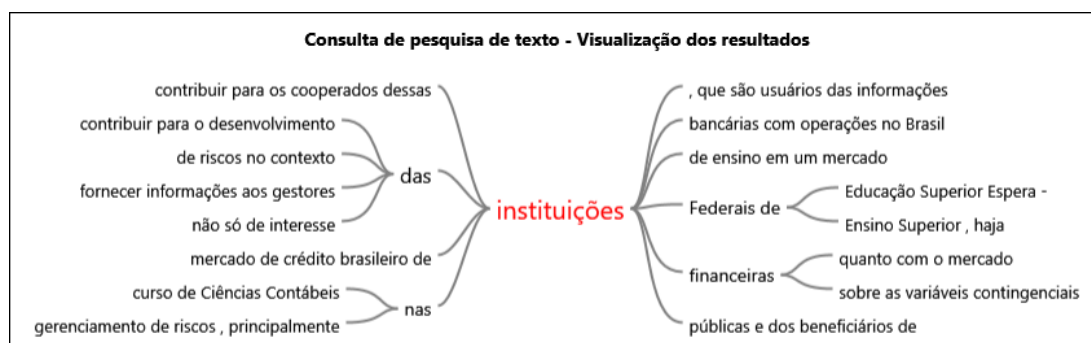 Consulta de pesquisa de texto - Visualização dos resultados
contribuir para os cooperados dessas
contribuir para o desenvolvimento
de riscos no contexto
fornecer informações aos gestores
não só de interesse
das
mercado de crédito brasileiro de
curso de Ciências Contábeis
gerenciamento de riscos , principalmente
nas
instituições
, que são usuários das informações
bancárias com operações no Brasil
de ensino em um mercado
Federais de
Educação Superior Espera -
Ensino Superior , haja
financeiras
quanto com o mercado
sobre as variáveis contingenciais
públicas e dos beneficiários de